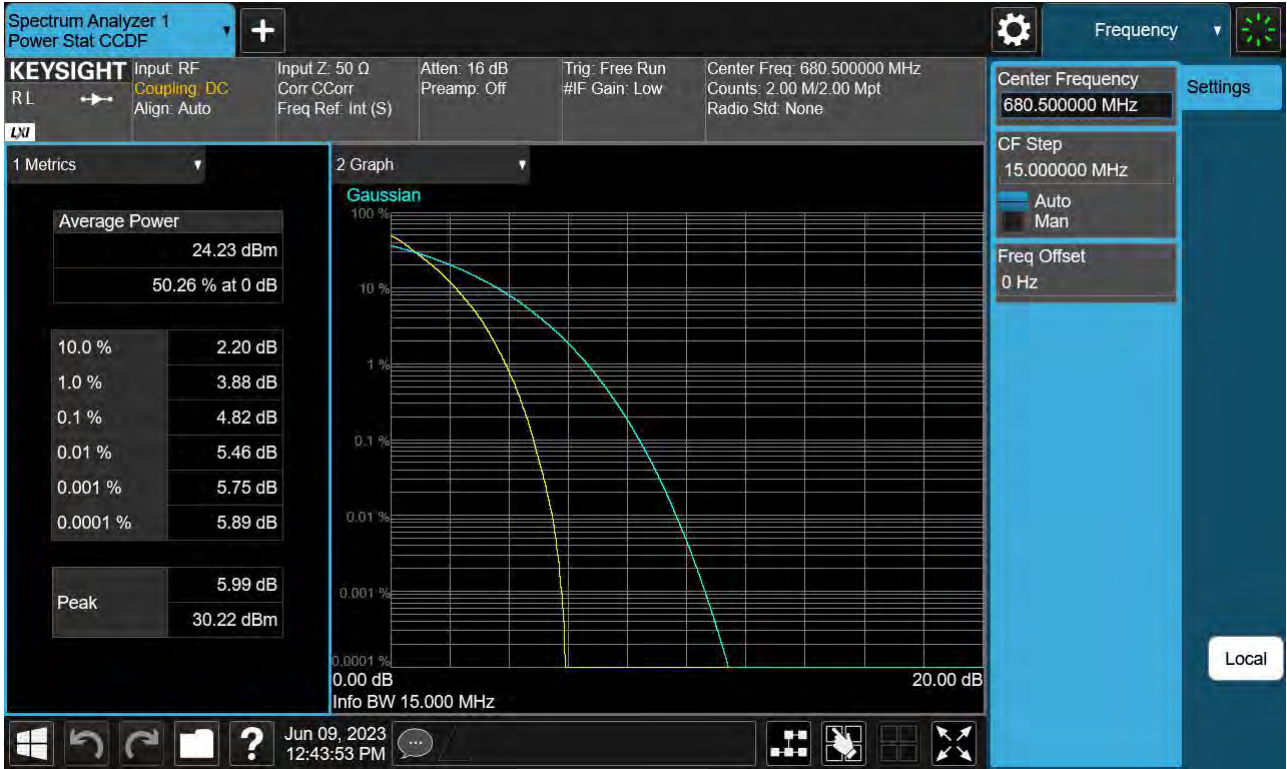 Spectrum Analyzer 1
Power Stat CCDF
Frequency
KEYSIGHT
RL
LXI
Input: RF
Coupling: DC
Align: Auto
Input Z: 50 Ω
Corr CCorr
Freq Ref: Int (S)
Atten: 16 dB
Preamp: Off
Trig: Free Run
#IF Gain: Low
Center Freq: 680.500000 MHz
Counts: 2.00 M/2.00 Mpt
Radio Std: None
Center Frequency
680.500000 MHz
Settings
CF Step
15.000000 MHz
Auto
Man
Freq Offset
0 Hz
Local
1 Metrics
Average Power
24.23 dBm
50.26 % at 0 dB
10.0 % 2.20 dB
1.0 % 3.88 dB
0.1 % 4.82 dB
0.01 % 5.46 dB
0.001 % 5.75 dB
0.0001 % 5.89 dB
Peak
5.99 dB
30.22 dBm
2 Graph
Gaussian
100 %
10 %
1 %
0.1 %
0.01 %
0.001 %
0.0001 %
0.00 dB 20.00 dB
Info BW 15.000 MHz
?
Jun 09, 2023
12:43:53 PM